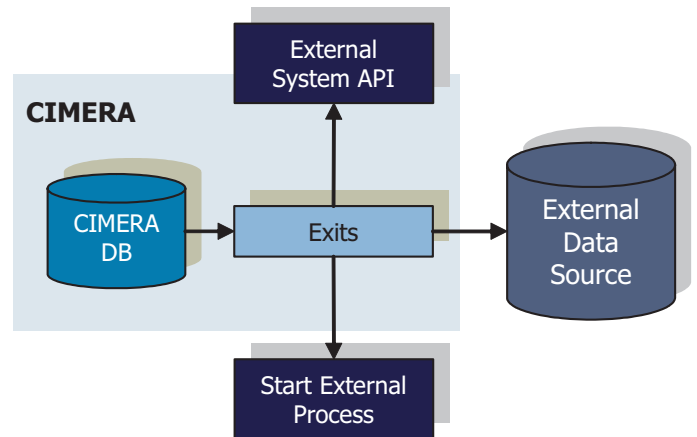 External
System API
CIMERA
CIMERA
DB
Exits
External
Data
Source
Start External
Process